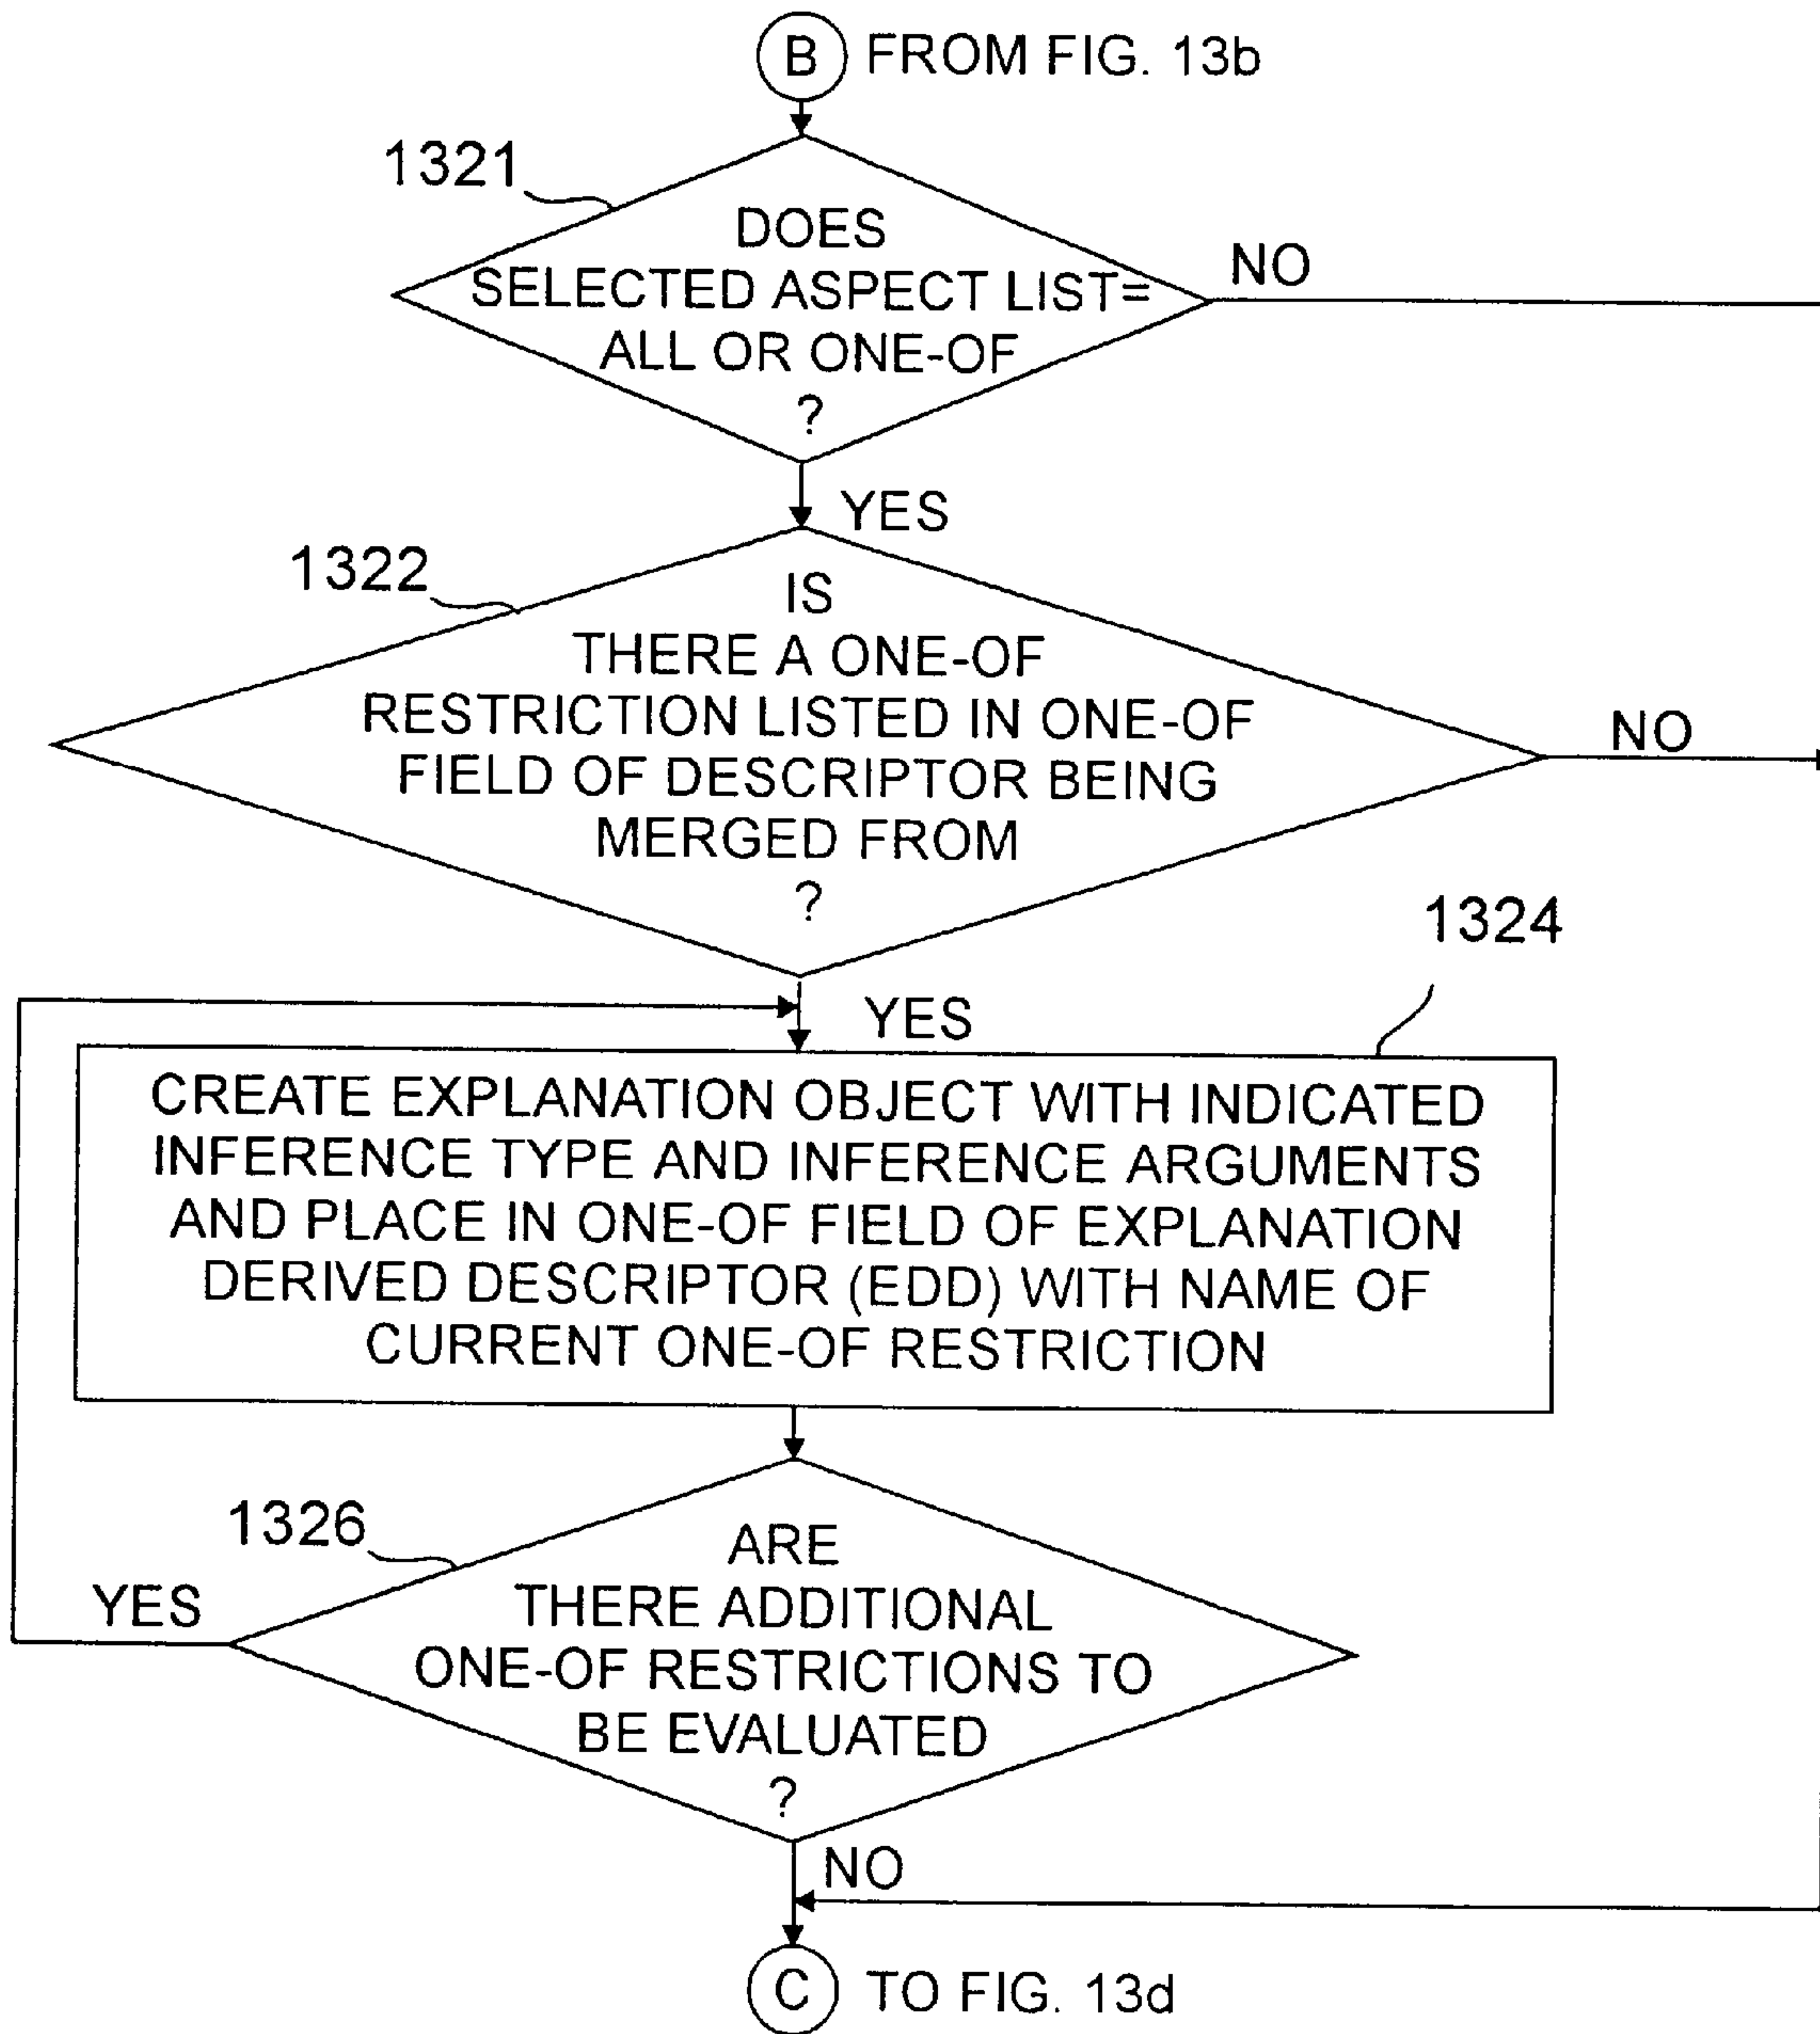 B FROM FIG. 13b
1321
DOES
SELECTED ASPECT LIST=
ALL OR ONE-OF
?
NO
YES
1322
IS
THERE A ONE-OF
RESTRICTION LISTED IN ONE-OF
FIELD OF DESCRIPTOR BEING
MERGED FROM
?
NO
1324
YES
CREATE EXPLANATION OBJECT WITH INDICATED
INFERENCE TYPE AND INFERENCE ARGUMENTS
AND PLACE IN ONE-OF FIELD OF EXPLANATION
DERIVED DESCRIPTOR (EDD) WITH NAME OF
CURRENT ONE-OF RESTRICTION
1326
ARE
THERE ADDITIONAL
ONE-OF RESTRICTIONS TO
BE EVALUATED
?
YES
NO
C TO FIG. 13d